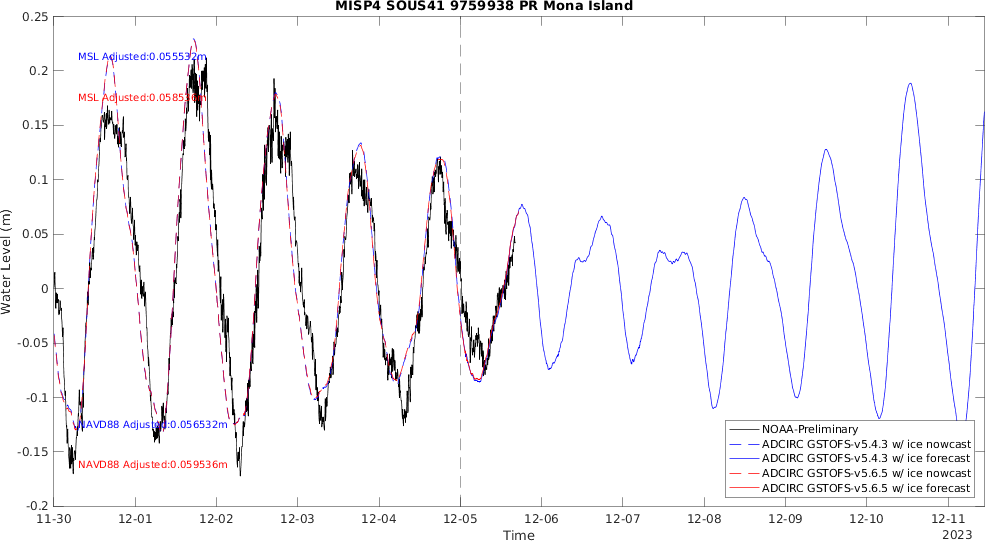 MISP4 SOUS41 9759938 PR Mona Island
0.25
0.2
0.15
0.1
0.05
0
-0.05
-0.1
-0.15
-0.2
Water Level (m)
MSL Adjusted:0.055532m
MSL Adjusted:0.058536m
NAVD88 Adjusted:0.056532m
NAVD88 Adjusted:0.059536m
NOAA-Preliminary
ADCIRC GSTOFS-v5.4.3 w/ ice nowcast
ADCIRC GSTOFS-v5.4.3 w/ ice forecast
ADCIRC GSTOFS-v5.6.5 w/ ice nowcast
ADCIRC GSTOFS-v5.6.5 w/ ice forecast
11-30 12-01 12-02 12-03 12-04 12-05 12-06 12-07 12-08 12-09 12-10 12-11
Time
2023